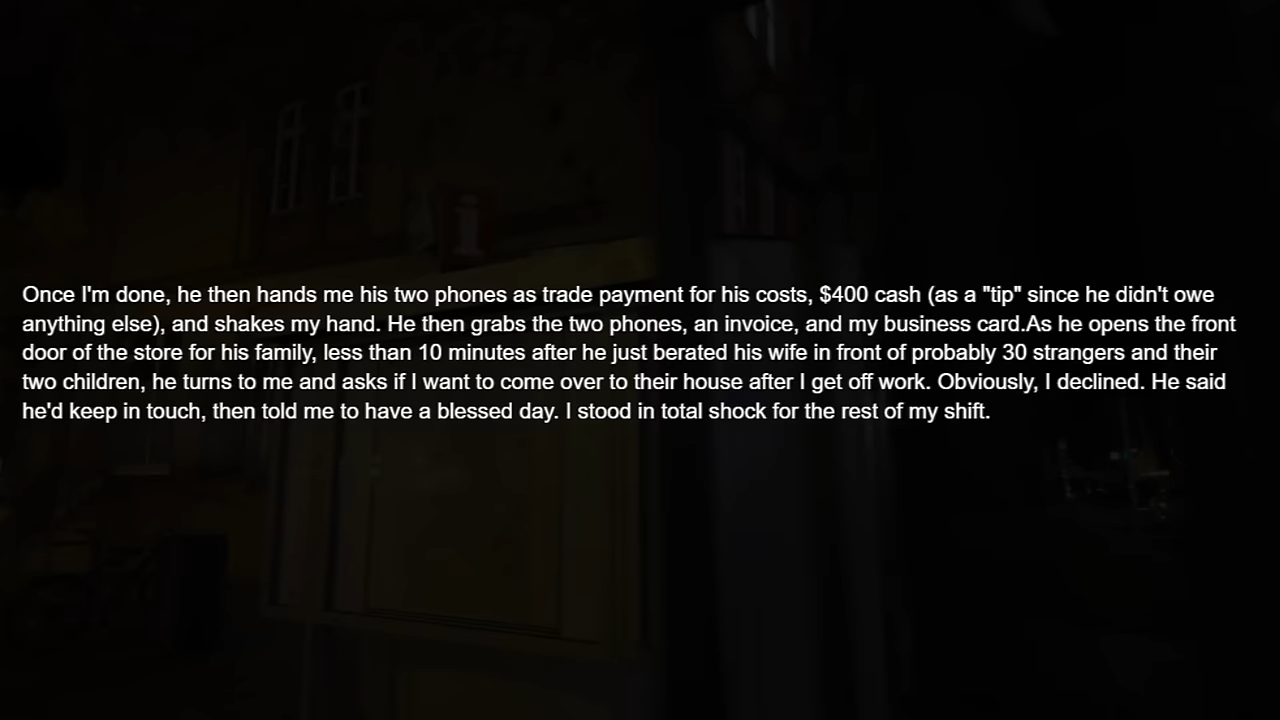 Once I'm done, he then hands me his two phones as trade payment for his costs, $400 cash (as a "tip" since he didn't owe
anything else), and shakes my hand. He then grabs the two phones, an invoice, and my business card.As he opens the front
door of the store for his family, less than 10 minutes after he just berated his wife in front of probably 30 strangers and their
two children, he turns to me and asks if I want to come over to their house after I get off work. Obviously, I declined. He said
he'd keep in touch, then told me to have a blessed day. I stood in total shock for the rest of my shift.